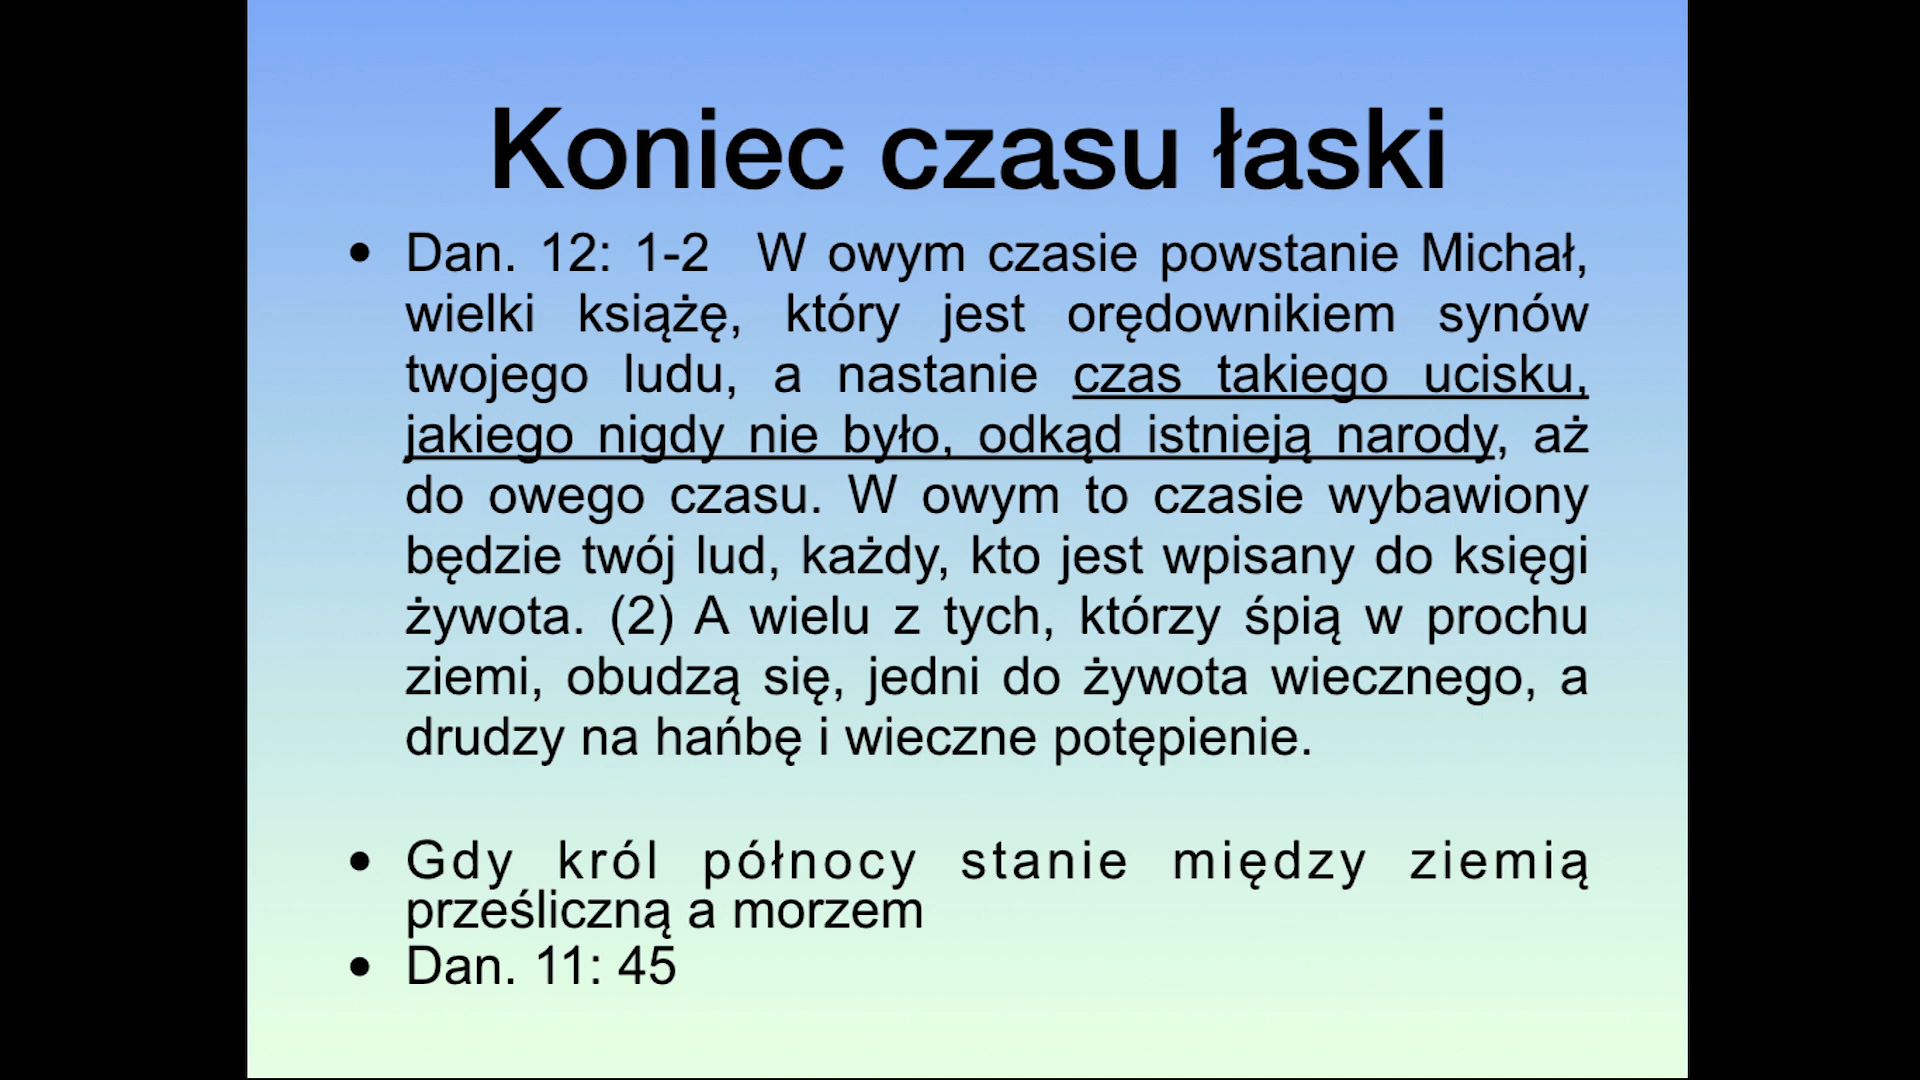 Koniec czasu łaski
• Dan. 12: 1-2 W owym czasie powstanie Michał,
wielki książę, który jest orędownikiem synów
twojego ludu, a nastanie czas takiego ucisku,
jakiego nigdy nie było, odkąd istnieją narody, aż
do owego czasu. W owym to czasie wybawiony
będzie twój lud, każdy, kto jest wpisany do księgi
żywota. (2) A wielu z tych, którzy śpią w prochu
ziemi, obudzą się, jedni do żywota wiecznego, a
drudzy na hańbę i wieczne potępienie.
• Gdy król północy stanie między ziemią
prześliczną a morzem
• Dan. 11: 45